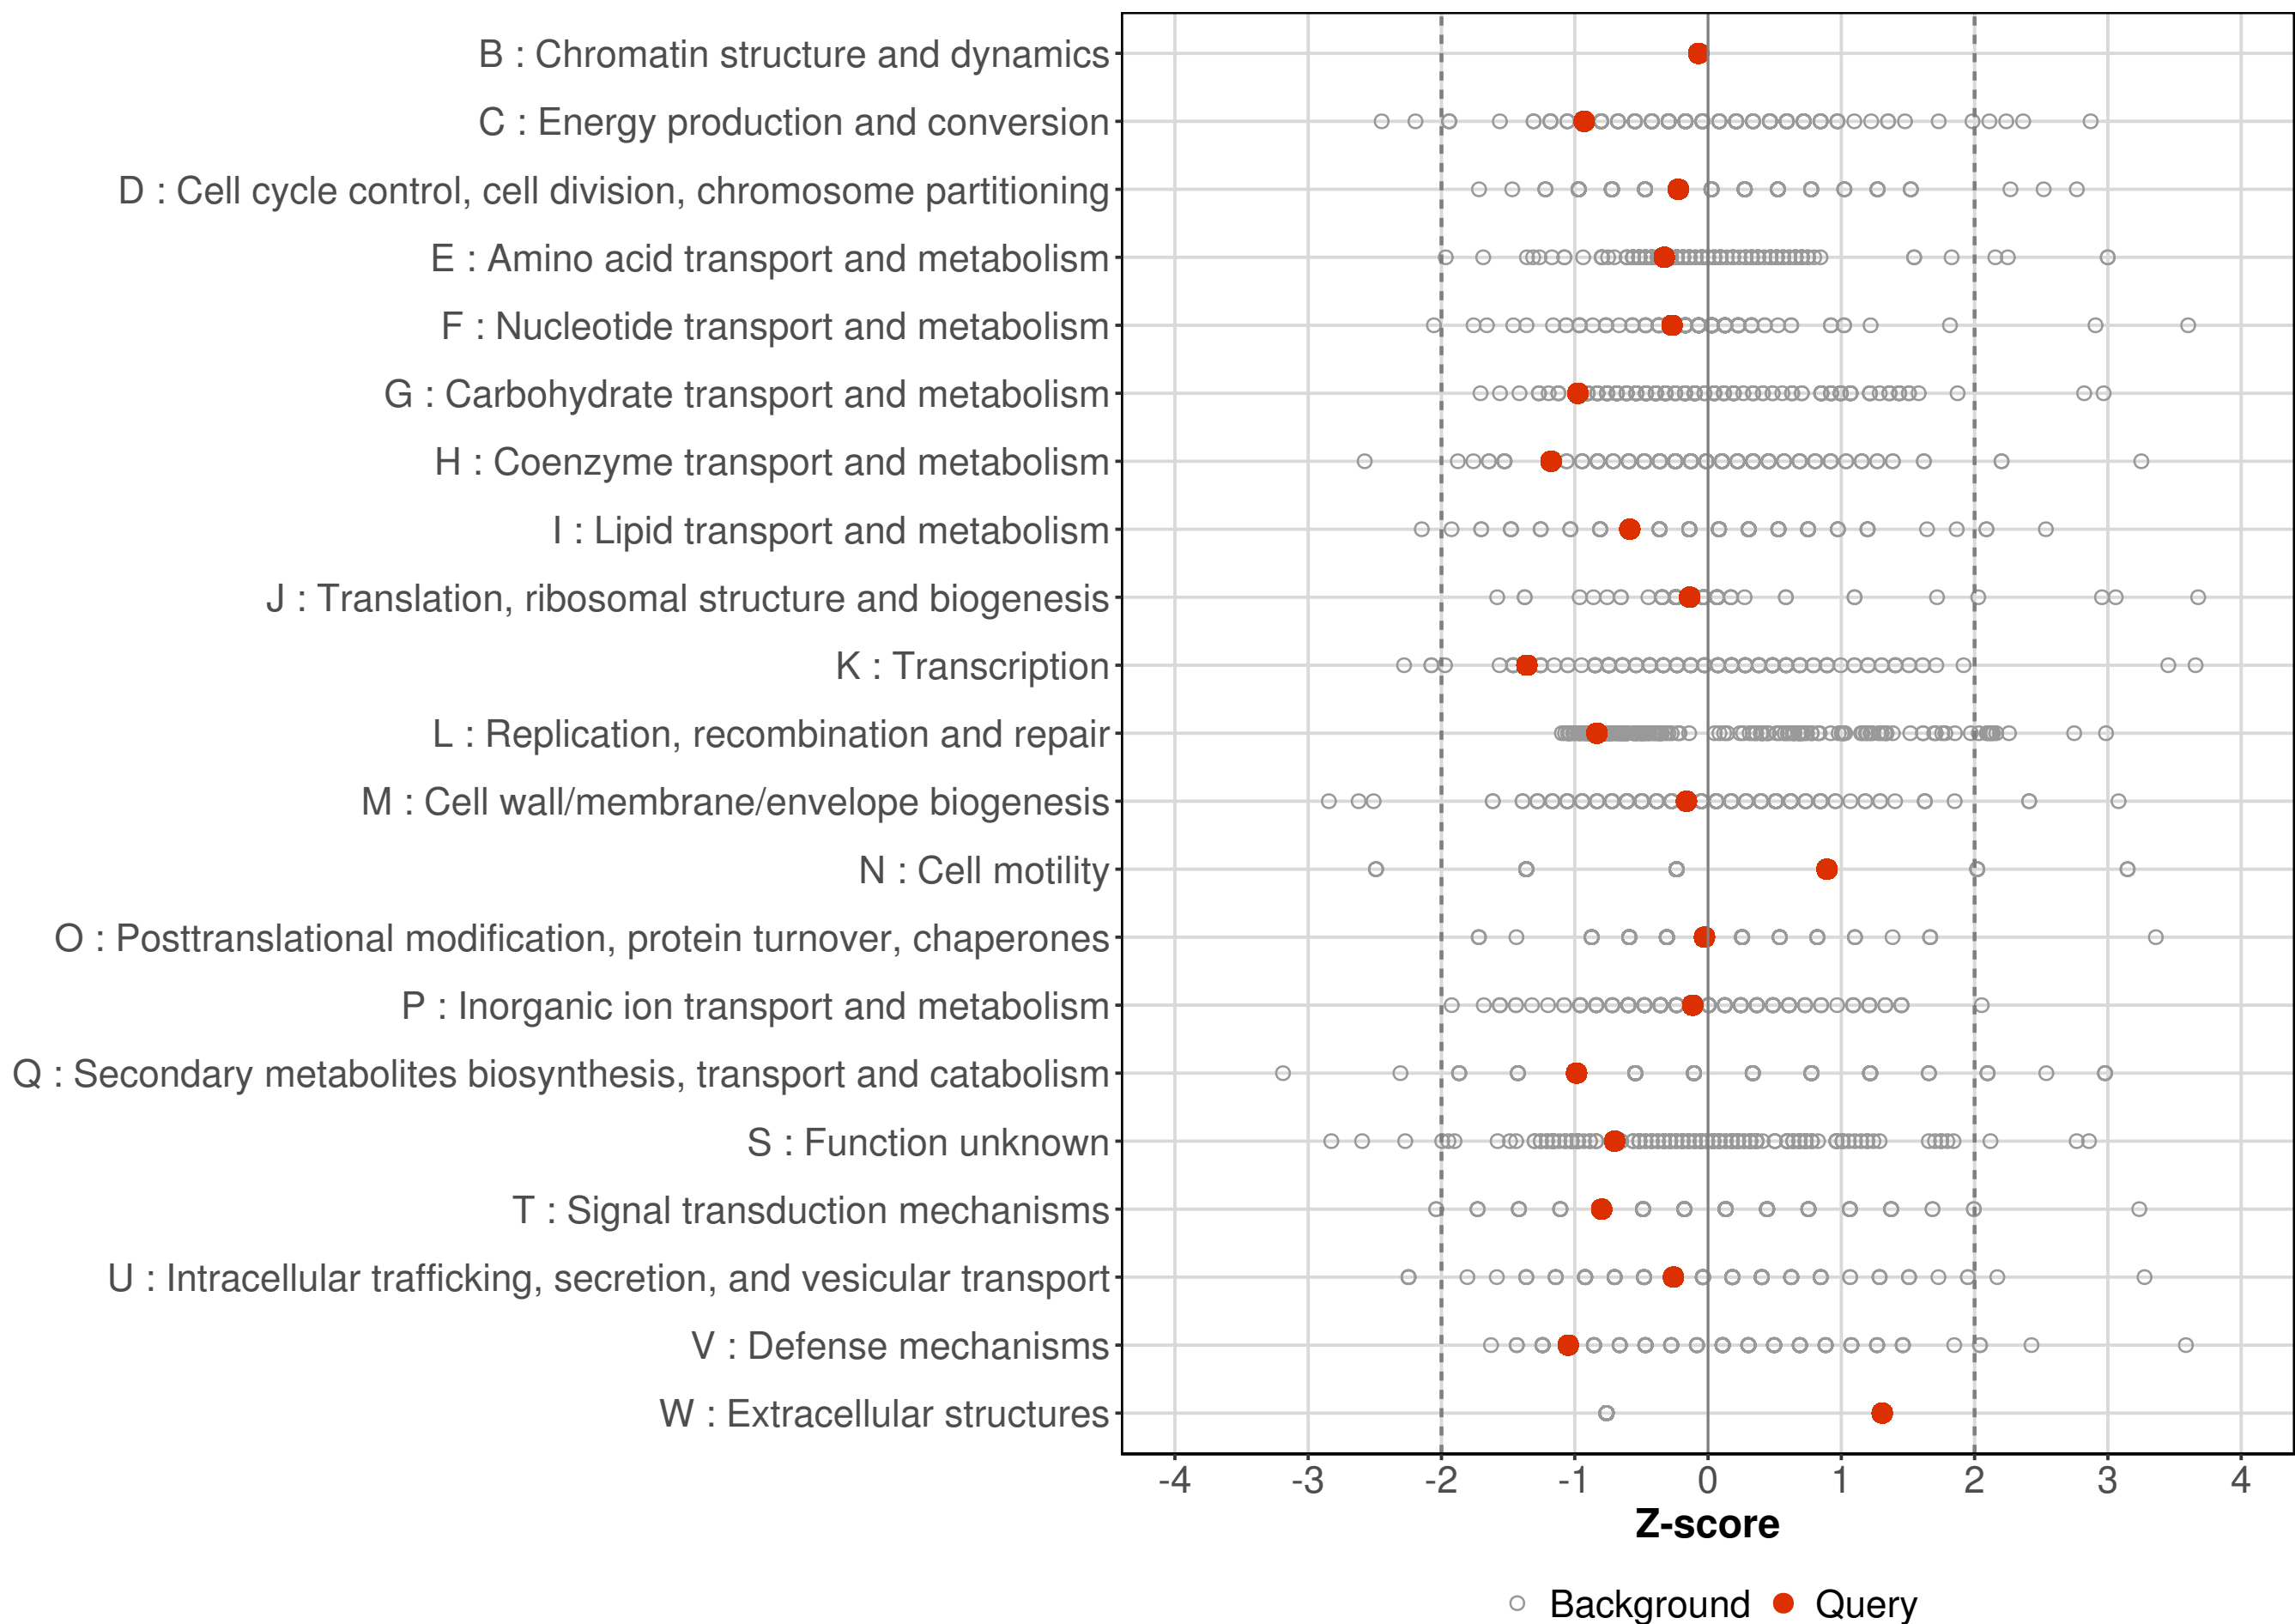 B : Chromatin structure and dynamics
C : Energy production and conversion
D : Cell cycle control, cell division, chromosome partitioning
E : Amino acid transport and metabolism
F : Nucleotide transport and metabolism
G : Carbohydrate transport and metabolism
H : Coenzyme transport and metabolism
I : Lipid transport and metabolism
J : Translation, ribosomal structure and biogenesis
K : Transcription
L : Replication, recombination and repair
M : Cell wall/membrane/envelope biogenesis
N : Cell motility
O : Posttranslational modification, protein turnover, chaperones
P : Inorganic ion transport and metabolism
Q : Secondary metabolites biosynthesis, transport and catabolism
S : Function unknown
T : Signal transduction mechanisms
U : Intracellular trafficking, secretion, and vesicular transport
V : Defense mechanisms
W : Extracellular structures
-4 -3 -2 -1 0 1 2 3 4
Z-score
Background Query